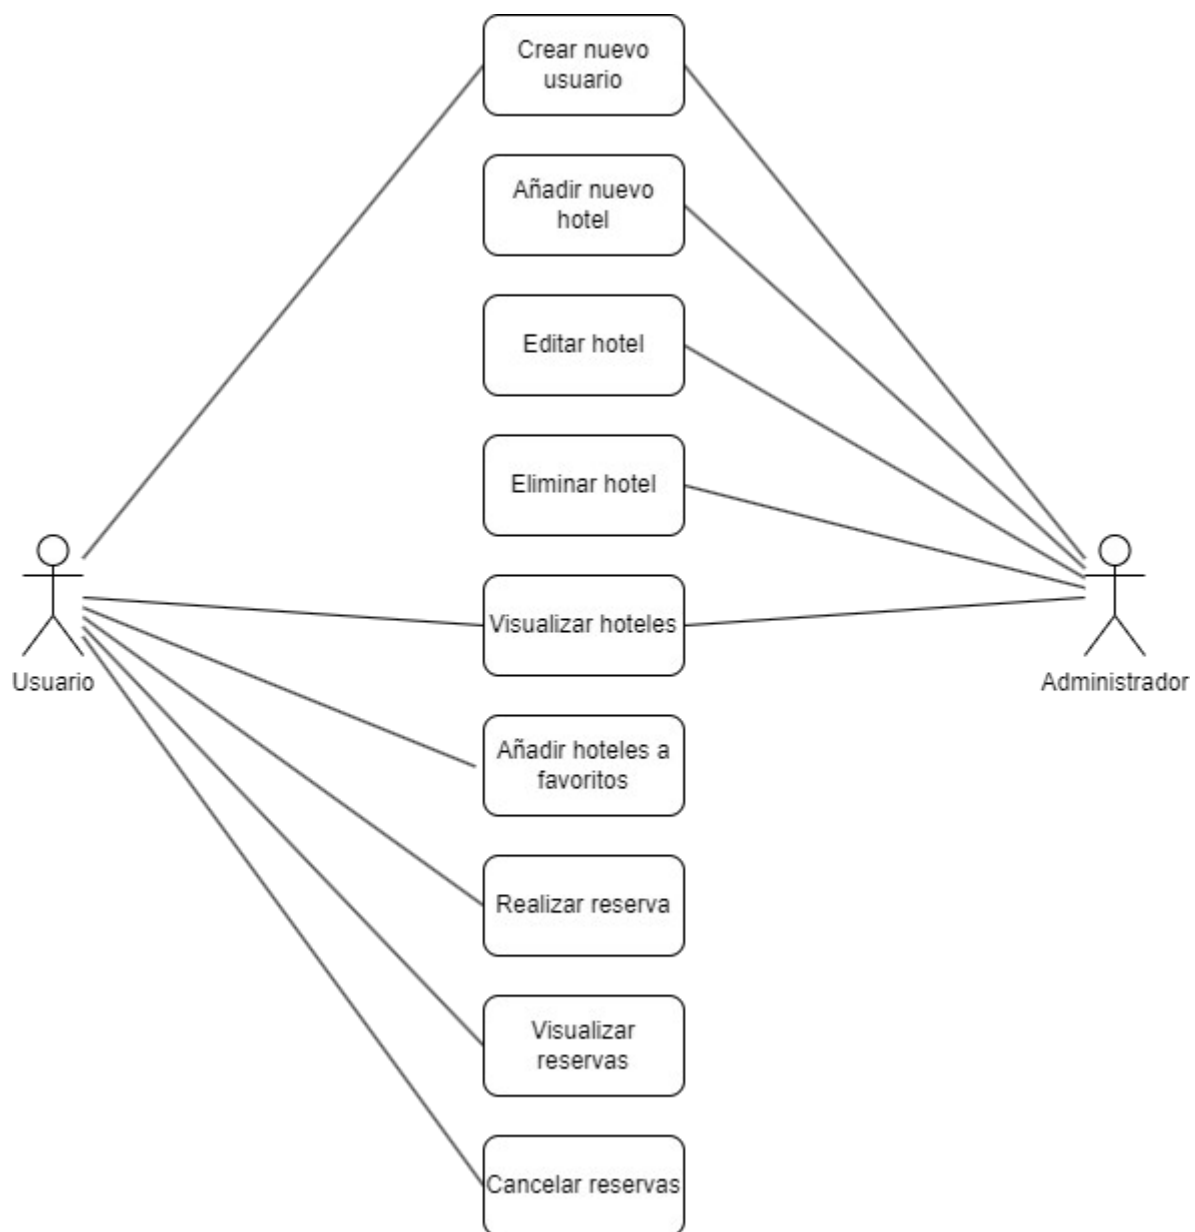 Crear nuevo
usuario
Añadir nuevo
hotel
Editar hotel
Eliminar hotel
Visualizar hoteles
Usuario
Administrador
Añadir hoteles a
favoritos
Realizar reserva
Visualizar
reservas
Cancelar reservas